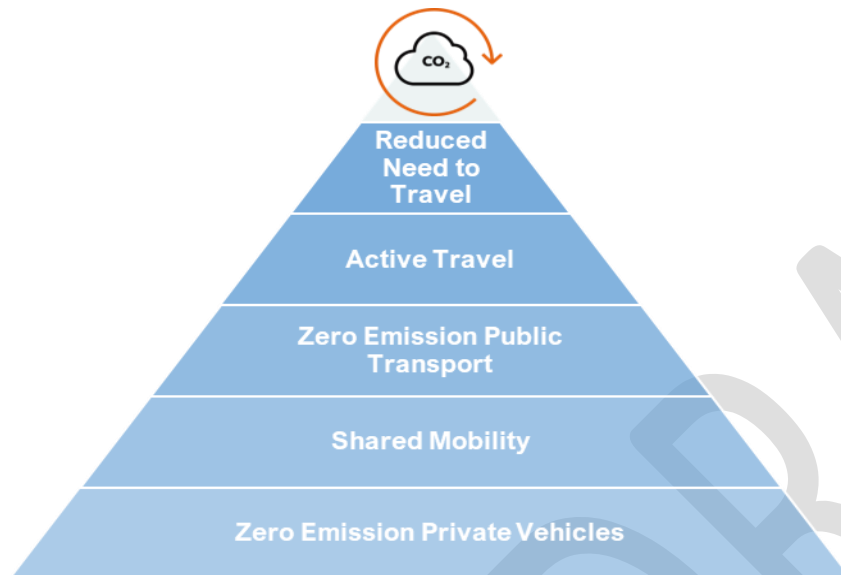 CO₂
Reduced
Need to
Travel
Active Travel
Zero Emission Public
Transport
Shared Mobility
Zero Emission Private Vehicles